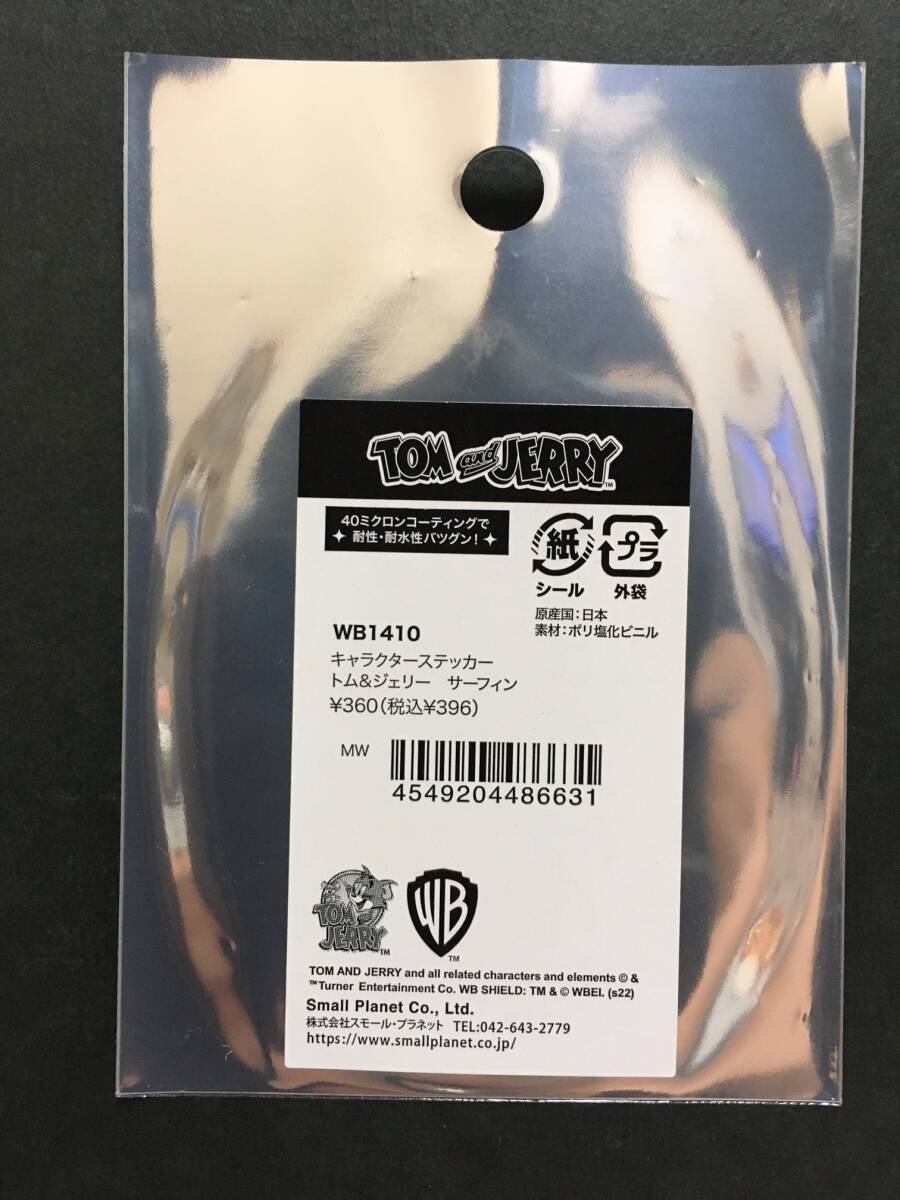 TOM and JERRY™
40ミクロンコーティングで
耐性・耐水性バツグン!
紙
プラ
シール
外袋
原産国:日本
素材:ポリ塩化ビニル
WB1410
キャラクターステッカー
トム&ジェリー　サーフィン
¥360(税込¥396)
MW
4549204486631
TOM and JERRY™
WB™
TOM AND JERRY and all related characters and elements © &
™Turner Entertainment Co. WB SHIELD: TM & © WBEI. (s22)
Small Planet Co., Ltd.
株式会社スモール・プラネット TEL:042-643-2779
https://www.smallplanet.co.jp/